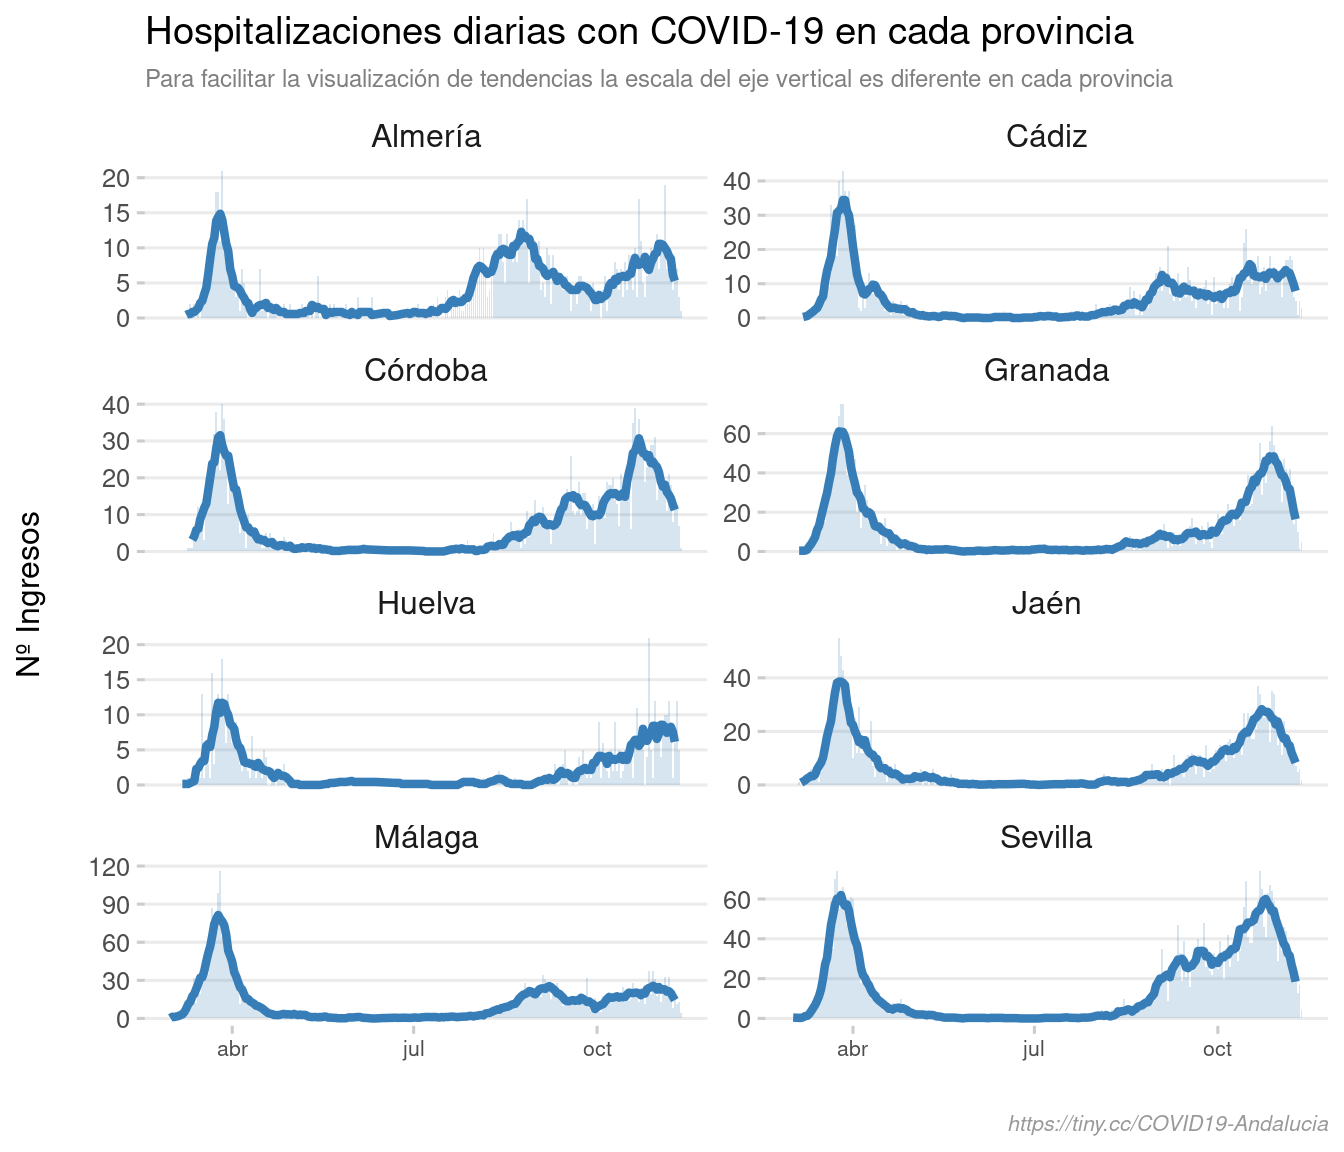 Hospitalizaciones diarias con COVID-19 en cada provincia
Para facilitar la visualización de tendencias la escala del eje vertical es diferente en cada provincia
Almería
20
15
10
5
0
Cádiz
40
30
20
10
0
Córdoba
40
30
20
10
0
Granada
60
40
20
0
Nº Ingresos
Huelva
20
15
10
5
0
Jaén
40
20
0
Málaga
120
90
60
30
0
abr jul oct
Sevilla
60
40
20
0
abr jul oct
https://tiny.cc/COVID19-Andalucia